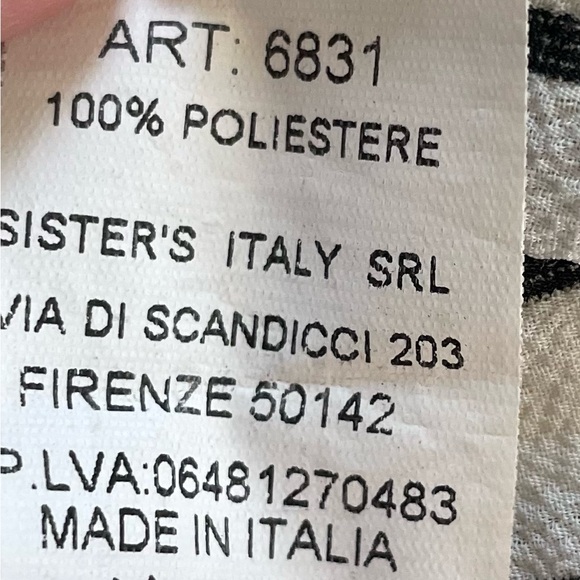 ART: 6831
100% POLIESTERE
SISTER'S ITALY SRL
VIA DI SCANDICCI 203
FIRENZE 50142
P.LVA:06481270483
MADE IN ITALIA